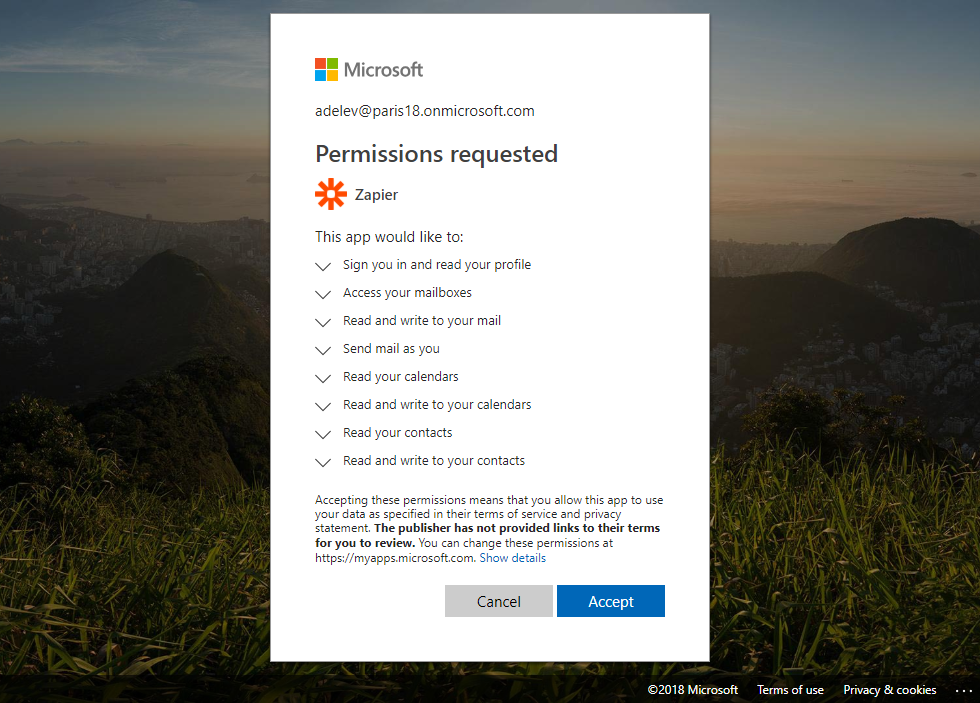 Microsoft
adelev@paris18.onmicrosoft.com
Permissions requested
Zapier
This app would like to:
Sign you in and read your profile
Access your mailboxes
Read and write to your mail
Send mail as you
Read your calendars
Read and write to your calendars
Read your contacts
Read and write to your contacts
Accepting these permissions means that you allow this app to use
your data as specified in their terms of service and privacy
statement. The publisher has not provided links to their terms
for you to review. You can change these permissions at
https://myapps.microsoft.com. Show details
Cancel Accept
©2018 Microsoft Terms of use Privacy & cookies ...